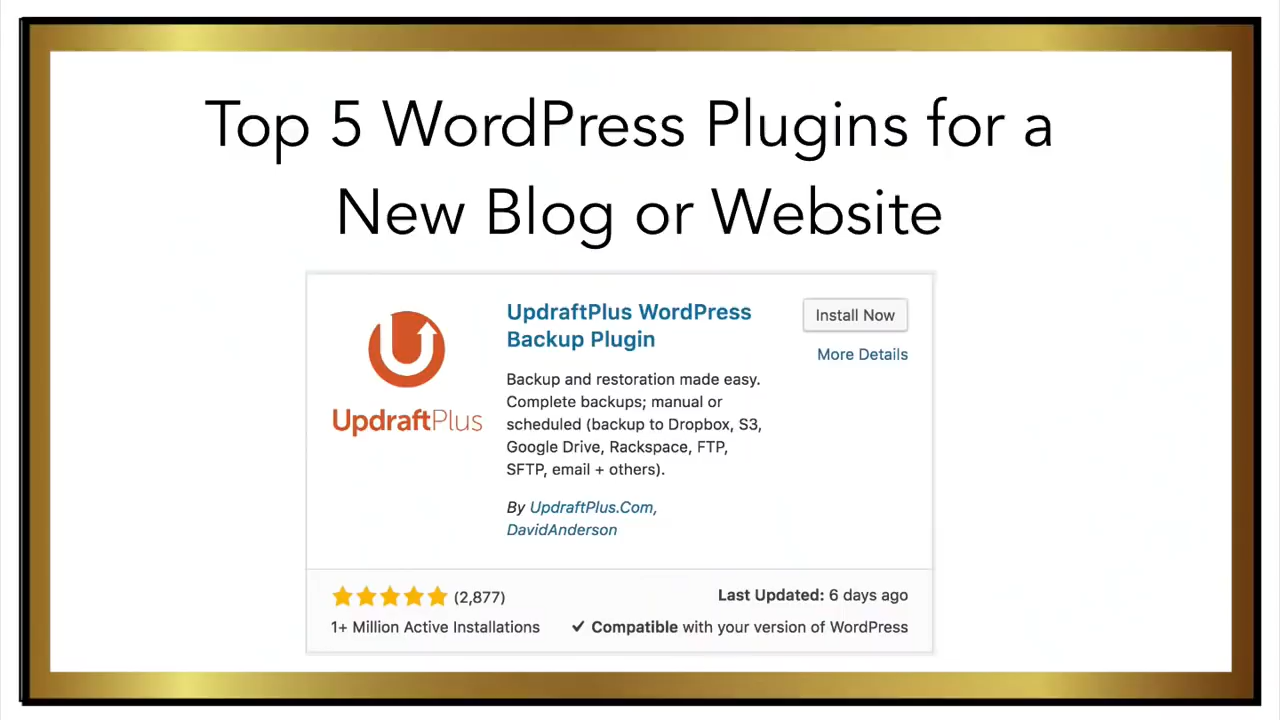 Top 5 WordPress Plugins for a
New Blog or Website
UpdraftPlus
UpdraftPlus WordPress
Backup Plugin
Install Now
More Details
Backup and restoration made easy.
Complete backups; manual or
scheduled (backup to Dropbox, S3,
Google Drive, Rackspace, FTP,
SFTP, email + others).
By UpdraftPlus.Com,
DavidAnderson
(2,877)
1+ Million Active Installations
Last Updated: 6 days ago
Compatible with your version of WordPress